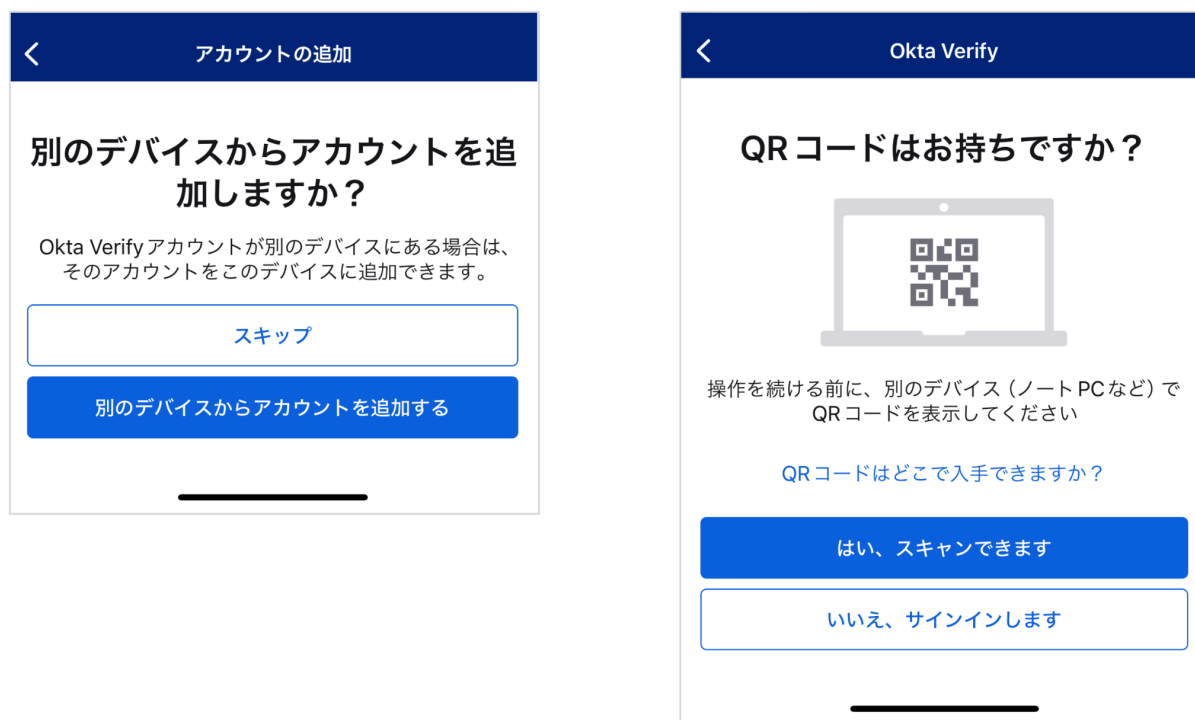 アカウントの追加
別のデバイスからアカウントを追
加しますか？
Okta Verifyアカウントが別のデバイスにある場合は、
そのアカウントをこのデバイスに追加できます。
スキップ
別のデバイスからアカウントを追加する
Okta Verify
QRコードはお持ちですか？
操作を続ける前に、別のデバイス（ノートPCなど）で
QRコードを表示してください
QRコードはどこで入手できますか？
はい、スキャンできます
いいえ、サインインします